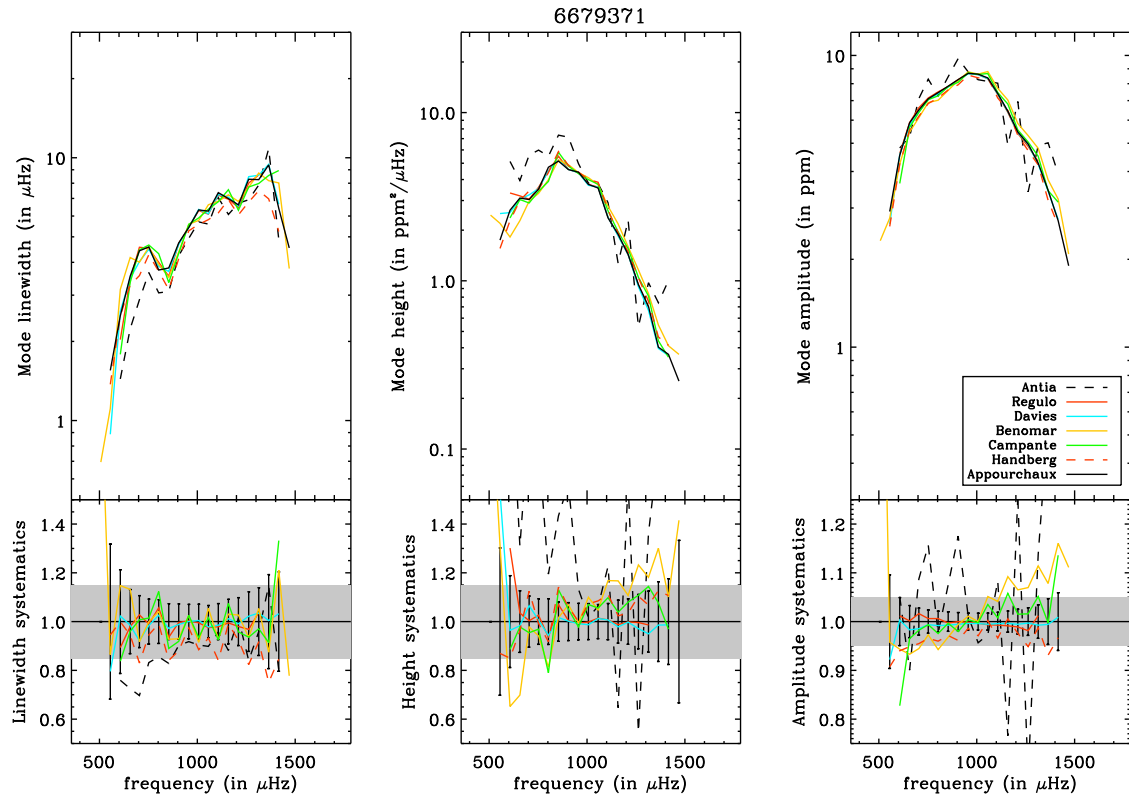 6679371
Mode linewidth (in μHz)
10
1
Mode height (in ppm²/μHz)
10.0
1.0
0.1
Mode amplitude (in ppm)
10
1
Antia
Regulo
Davies
Benomar
Campante
Handberg
Appourchaux
Linewidth systematics
1.4
1.2
1.0
0.8
0.6
500 1000 1500
frequency (in μHz)
Height systematics
1.4
1.2
1.0
0.8
0.6
500 1000 1500
frequency (in μHz)
Amplitude systematics
1.2
1.1
1.0
0.9
0.8
500 1000 1500
frequency (in μHz)